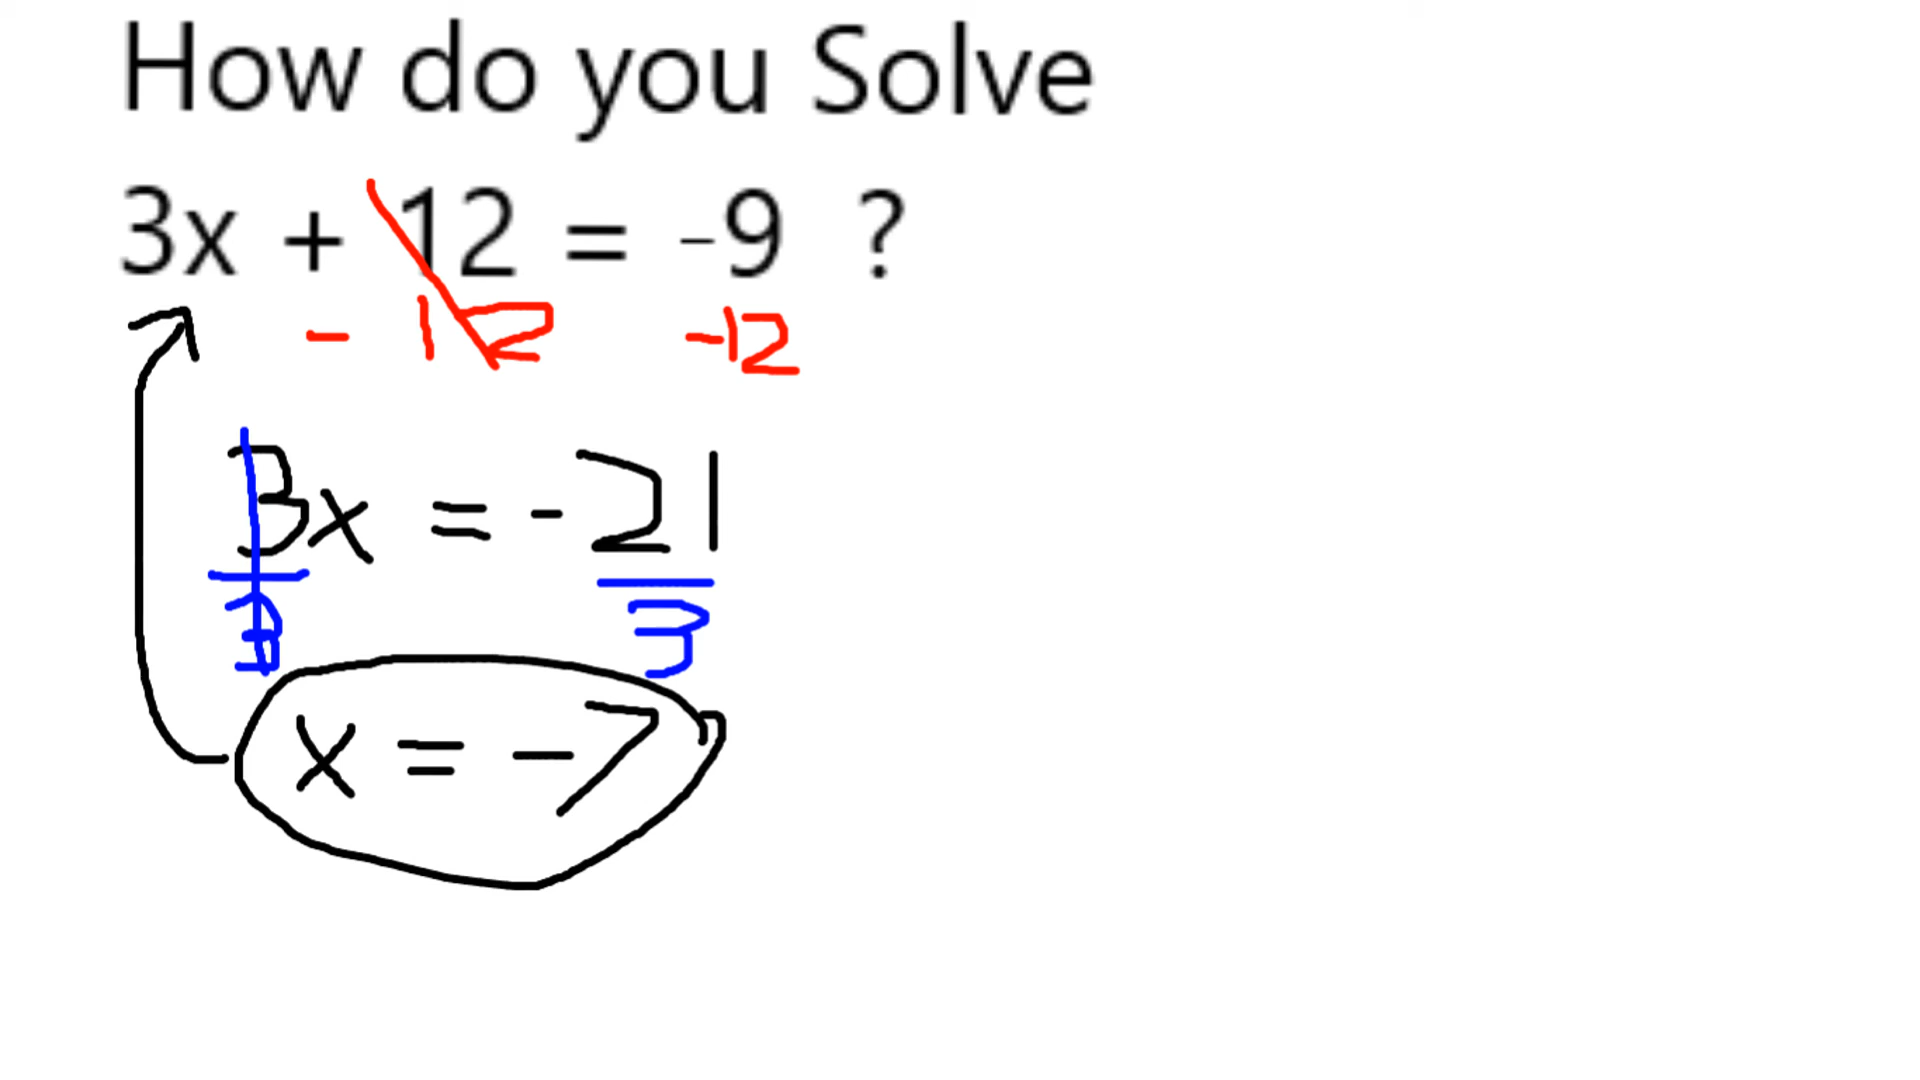 How do you Solve
3x + 12 = -9 ?
- 12 -12
3x = -21
3 3
x = -7